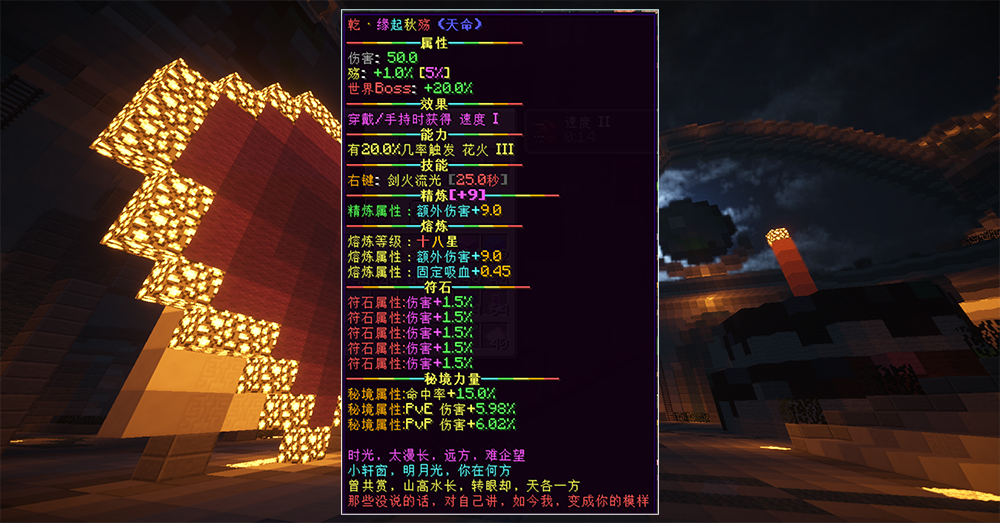 乾·缘起秋殇《天命》
属性
伤害: 50.0
殇: +1.0% [5%]
世界Boss: +20.0%
效果
穿戴/手持时获得 速度 I
能力
有20.0%几率触发 花火 III
技能
右键: 剑火流光 [25.0秒]
精炼[+9]
精炼属性：额外伤害+9.0
熔炼
熔炼等级：十八星
熔炼属性：额外伤害+9.0
熔炼属性：固定吸血+0.45
符石
符石属性:伤害+1.5%
符石属性:伤害+1.5%
符石属性:伤害+1.5%
符石属性:伤害+1.5%
符石属性:伤害+1.5%
秘境力量
秘境属性:命中率+15.0%
秘境属性:PvE 伤害+5.98%
秘境属性:PvP 伤害+6.02%
时光，太漫长，远方，难企望
小轩窗，明月光，你在何方
曾共赏，山高水长，转眼却，天各一方
那些没说的话，对自己讲，如今我，变成你的模样
速度 II